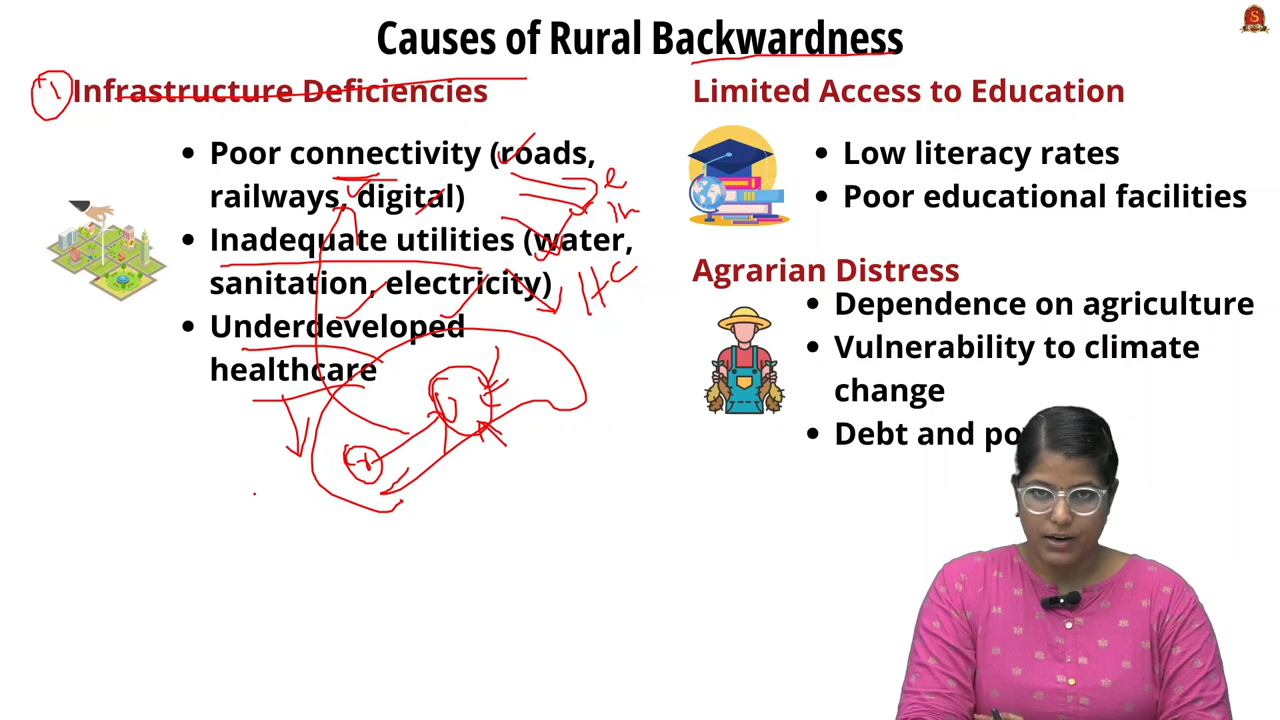 Causes of Rural Backwardness
Infrastructure Deficiencies
Poor connectivity (roads,
railways, digital)
Inadequate utilities (water,
sanitation, electricity)
Underdeveloped
healthcare
Limited Access to Education
Low literacy rates
Poor educational facilities
Agrarian Distress
Dependence on agriculture
Vulnerability to climate
change
Debt and